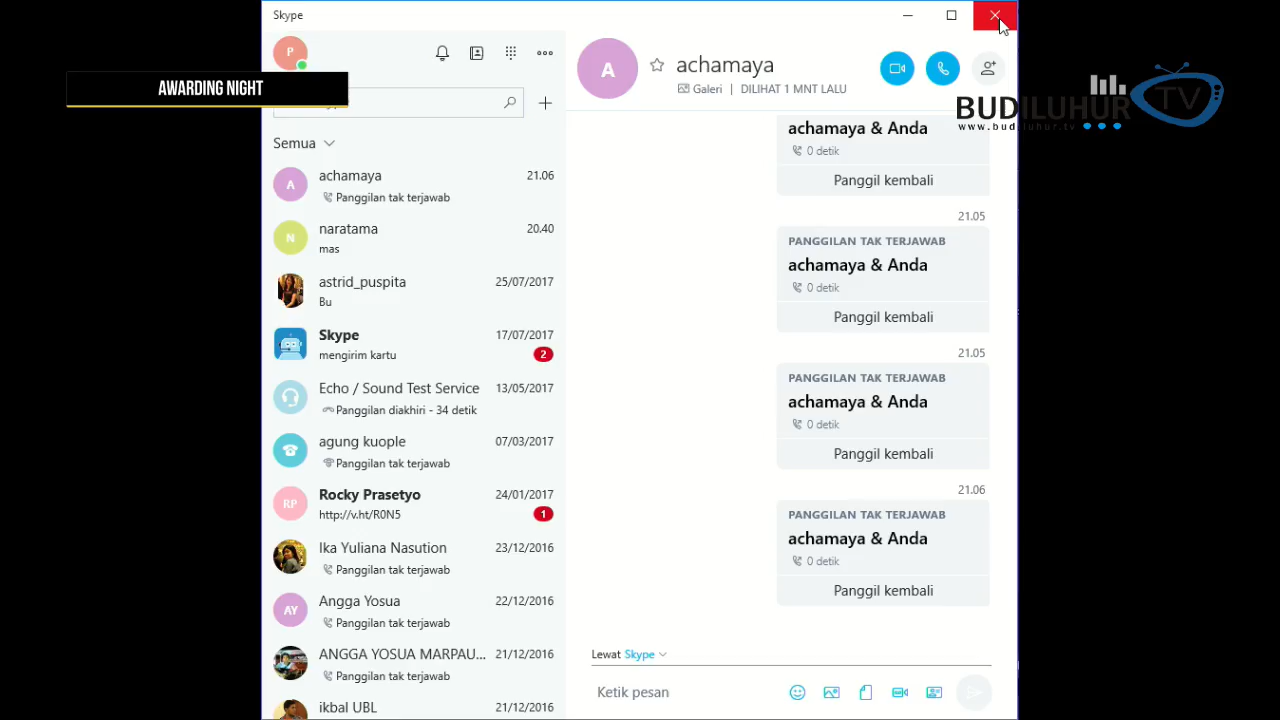 Skype
P
AWARDING NIGHT
Semua
A
achamaya
21.06
Panggilan tak terjawab
N
naratama
20.40
mas
astrid_puspita
25/07/2017
Bu
Skype
17/07/2017
mengirim kartu
2
Echo / Sound Test Service
13/05/2017
Panggilan diakhiri - 34 detik
agung kuople
07/03/2017
Panggilan tak terjawab
RP
Rocky Prasetyo
24/01/2017
http://v.ht/R0N5
1
Ika Yuliana Nasution
23/12/2016
Panggilan tak terjawab
AY
Angga Yosua
22/12/2016
Panggilan tak terjawab
ANGGA YOSUA MARPAU...
21/12/2016
Panggilan tak terjawab
ikbal UBL
21/12/2016
A
achamaya
Galeri | DILIHAT 1 MNT LALU
BUDILUHUR TV
www.budiluhur.tv
achamaya & Anda
0 detik
Panggil kembali
21.05
PANGGILAN TAK TERJAWAB
achamaya & Anda
0 detik
Panggil kembali
21.05
PANGGILAN TAK TERJAWAB
achamaya & Anda
0 detik
Panggil kembali
21.06
PANGGILAN TAK TERJAWAB
achamaya & Anda
0 detik
Panggil kembali
Lewat Skype
Ketik pesan